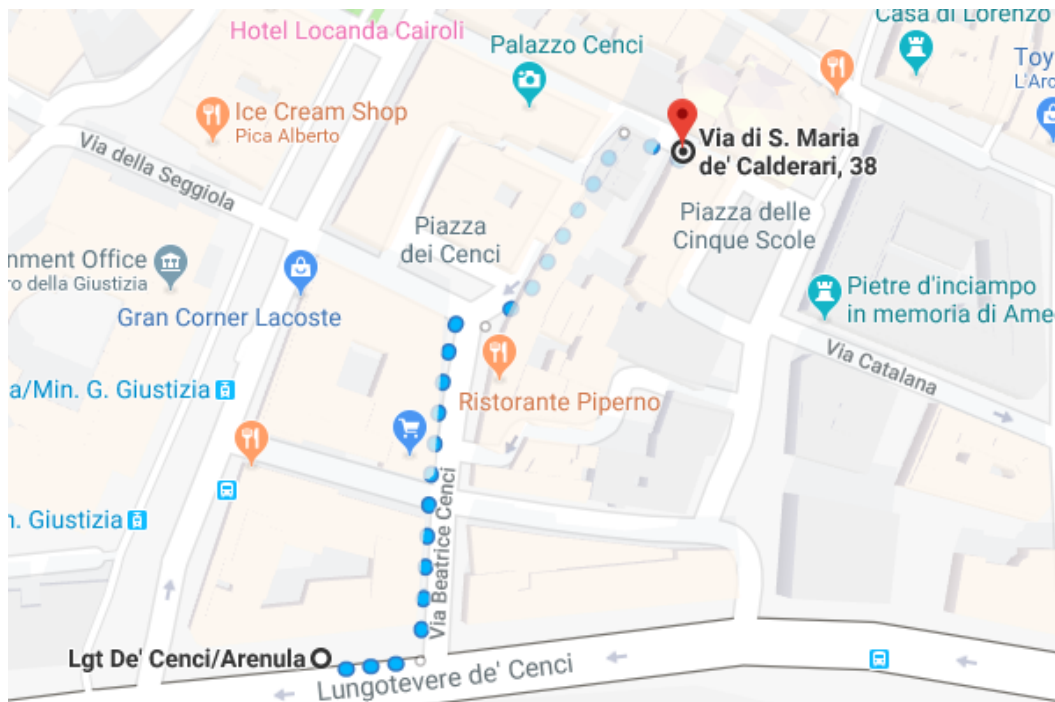 Hotel Locanda Cairoli
Palazzo Cenci
Casa di Lorenzo
Toy
L'Arc
Ice Cream Shop
Pica Alberto
Via di S. Maria
de' Calderari, 38
Via della Seggiola
Piazza
dei Cenci
Piazza delle
Cinque Scole
nment Office
ro della Giustizia
Gran Corner Lacoste
Pietre d'inciampo
in memoria di Ame
Via Catalana
a/Min. G. Giustizia
Ristorante Piperno
n. Giustizia
Via Beatrice Cenci
Lgt De' Cenci/Arenula
Lungotevere de' Cenci